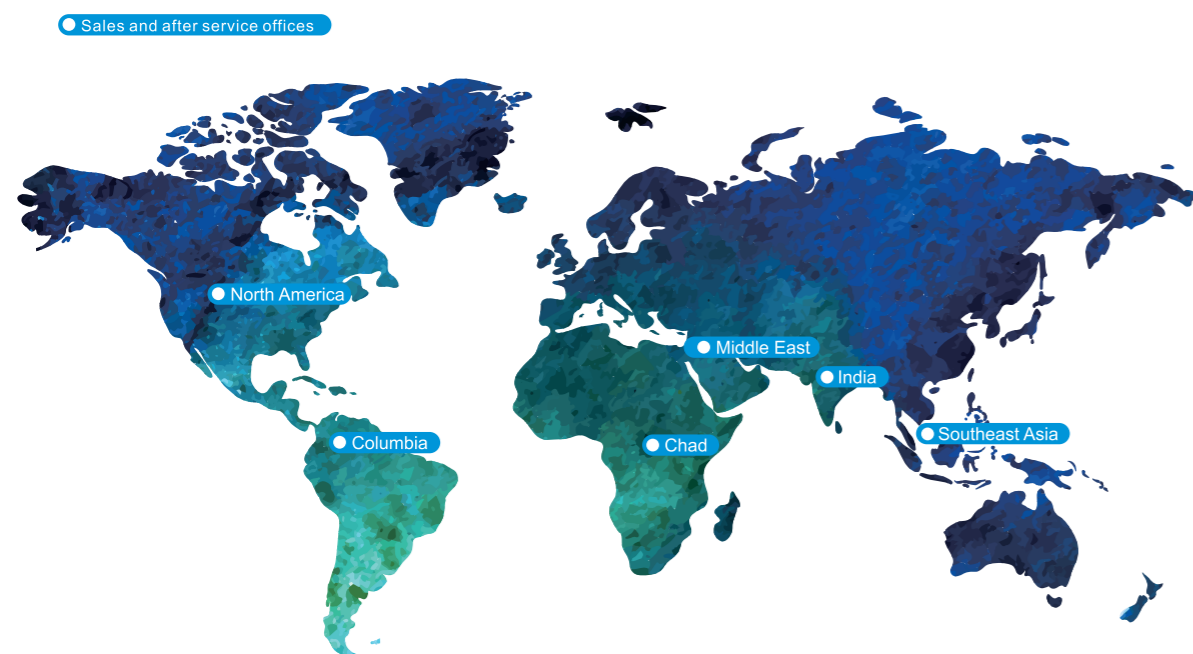 Sales and after service offices
North America
Middle East
India
Southeast Asia
Columbia
Chad